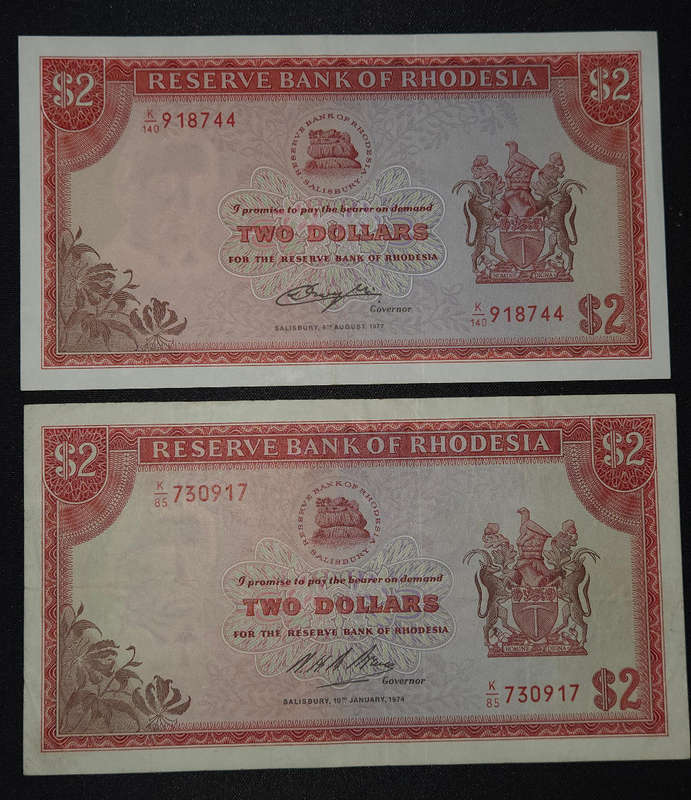 $2 RESERVE BANK OF RHODESIA $2
K/140 918744
RESERVE BANK OF RHODESIA
SALISBURY
I promise to pay the bearer on demand
TWO DOLLARS
FOR THE RESERVE BANK OF RHODESIA
Governor
K/140 918744 $2
SALISBURY, 5TH AUGUST, 1977
$2 RESERVE BANK OF RHODESIA $2
K/85 730917
RESERVE BANK OF RHODESIA
SALISBURY
I promise to pay the bearer on demand
TWO DOLLARS
FOR THE RESERVE BANK OF RHODESIA
Governor
K/85 730917 $2
SALISBURY, 10TH JANUARY, 1974